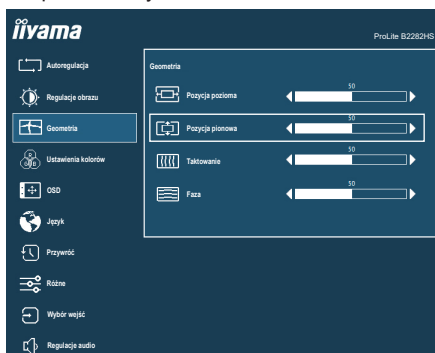 iiyama
ProLite B2282HS
Autoregulacja
Regulacje obrazu
Geometria
Ustawienia kolorów
OSD
Język
Przywróć
Różne
Wybór wejść
Regulacje audio
Geometria
Pozycja pozioma
50
Pozycja pionowa
50
Taktowanie
50
Faza
50